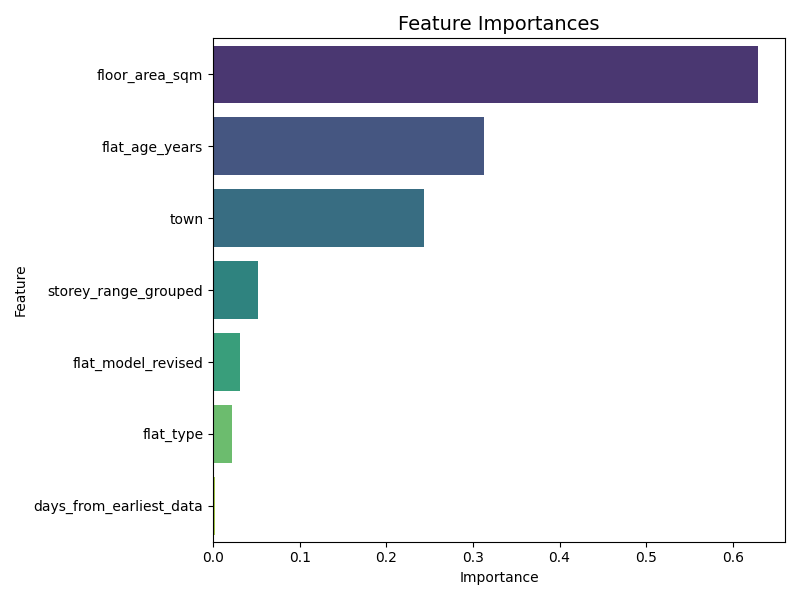 Feature Importances
Feature
floor_area_sqm
flat_age_years
town
storey_range_grouped
flat_model_revised
flat_type
days_from_earliest_data
0.0 0.1 0.2 0.3 0.4 0.5 0.6
Importance